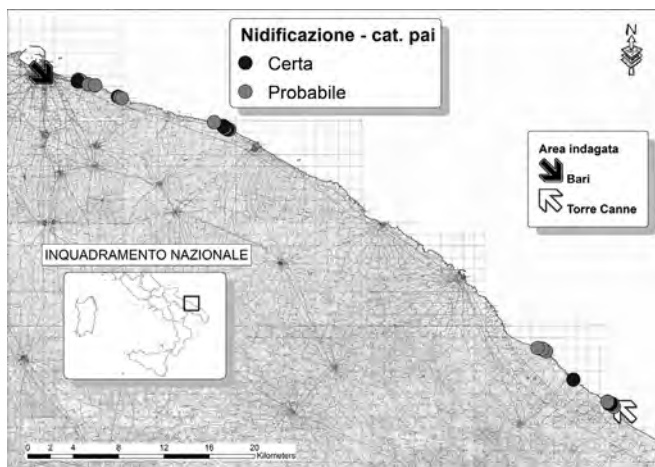 Nidificazione - cat. pai
Certa
Probabile
N
Area indagata
Bari
Torre Canne
INQUADRAMENTO NAZIONALE
0 2 4 8 12 16 20
Kilometers